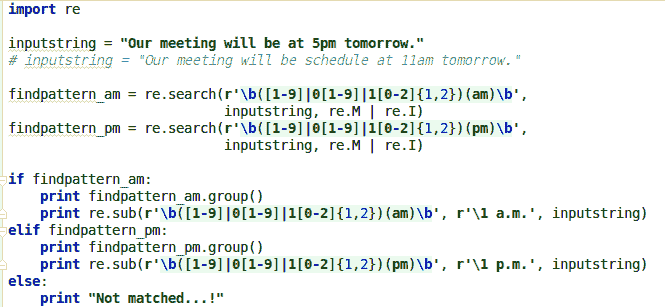 import re
inputstring = "Our meeting will be at 5pm tomorrow."
# inputstring = "Our meeting will be schedule at 11am tomorrow."
findpattern_am = re.search(r'\b([1-9]|0[1-9]|1[0-2]{1,2})(am)\b',
inputstring, re.M | re.I)
findpattern_pm = re.search(r'\b([1-9]|0[1-9]|1[0-2]{1,2})(pm)\b',
inputstring, re.M | re.I)
if findpattern_am:
print findpattern_am.group()
print re.sub(r'\b([1-9]|0[1-9]|1[0-2]{1,2})(am)\b', r'\1 a.m.', inputstring)
elif findpattern_pm:
print findpattern_pm.group()
print re.sub(r'\b([1-9]|0[1-9]|1[0-2]{1,2})(pm)\b', r'\1 p.m.', inputstring)
else:
print "Not matched...!"